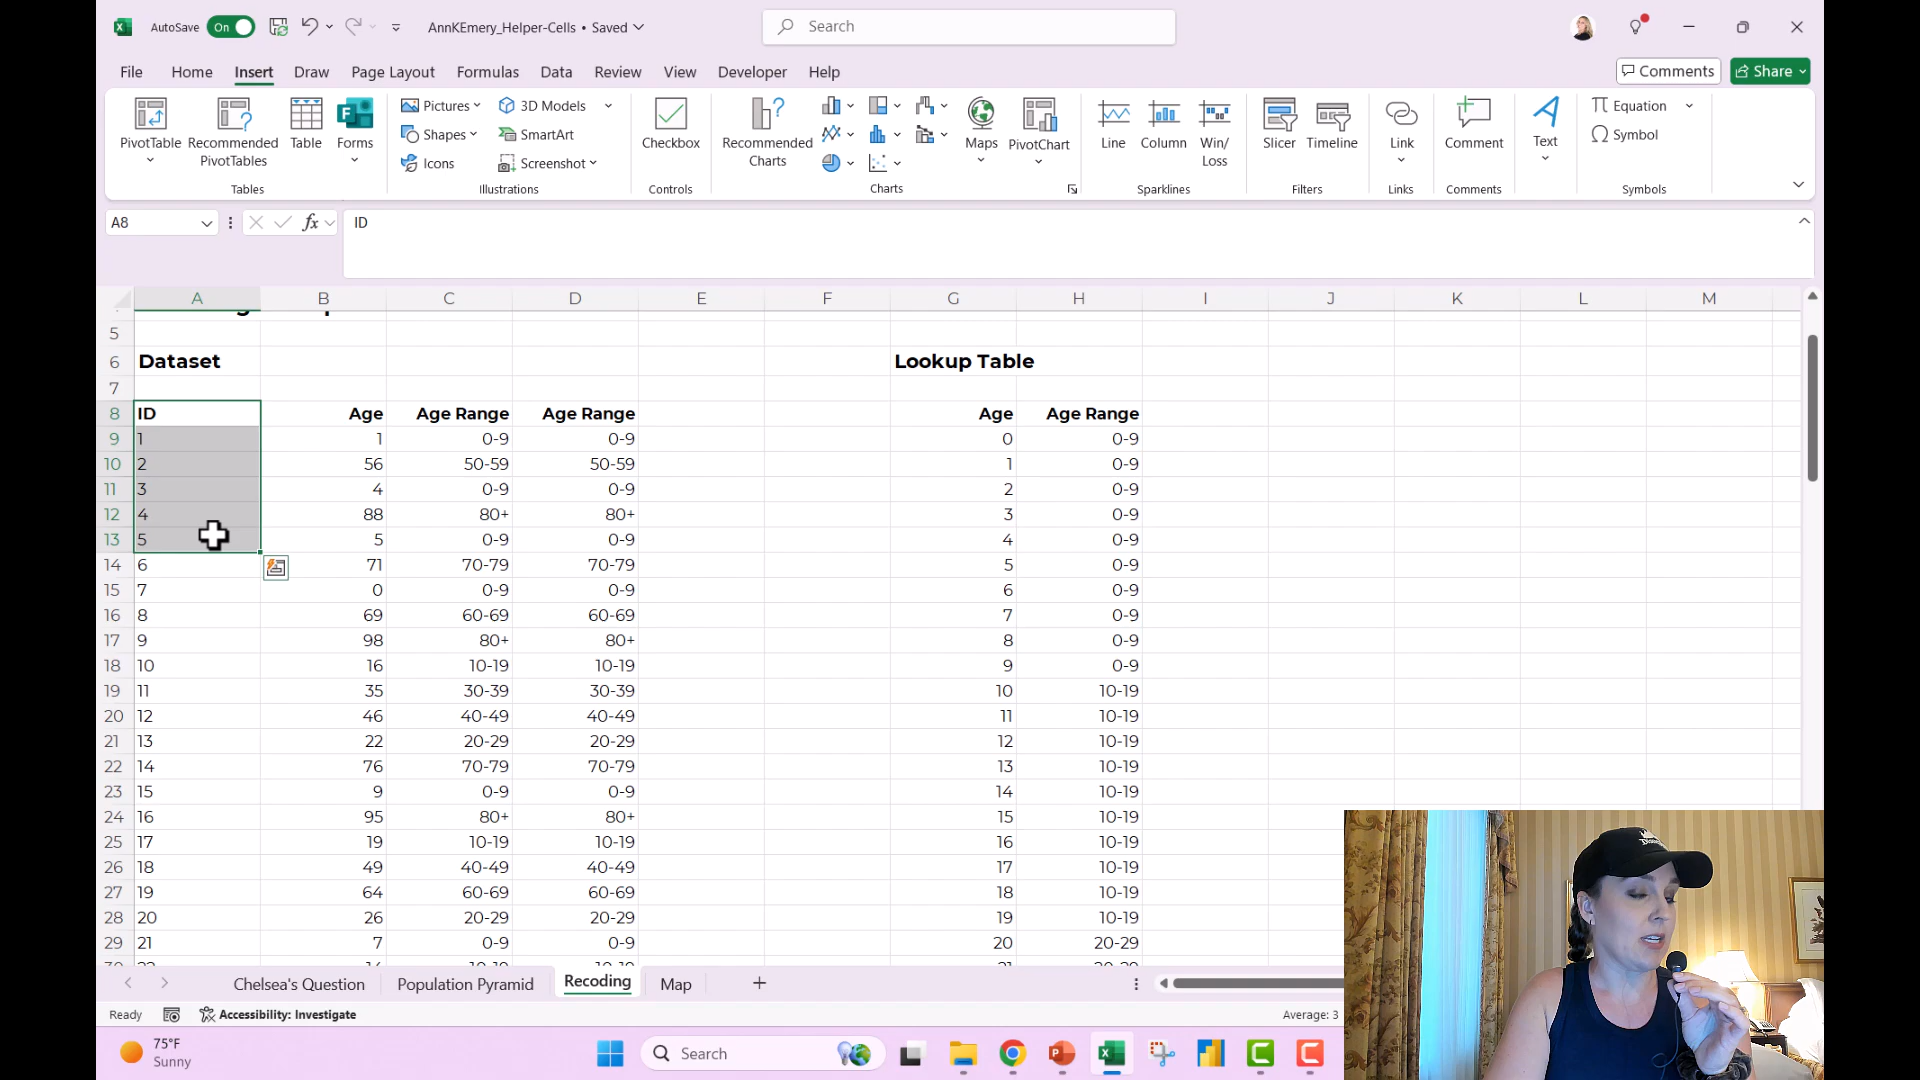 AutoSave On AnnKEmery_Helper-Cells • Saved Search
File Home Insert Draw Page Layout Formulas Data Review View Developer Help Comments Share
PivotTable Recommended PivotTables Table Forms
Pictures Shapes Icons 3D Models SmartArt Screenshot
Checkbox Recommended Charts Maps PivotChart
Line Column Win/Loss Slicer Timeline Link Comment Text Equation Symbol
Tables Illustrations Controls Charts Sparklines Filters Links Comments Symbols
A8 fx ID
A B C D E F G H I J K L M
5
6 Dataset Lookup Table
7
8 ID Age Age Range Age Range Age Age Range
9 1 1 0-9 0-9 0 0-9
10 2 56 50-59 50-59 1 0-9
11 3 4 0-9 0-9 2 0-9
12 4 88 80+ 80+ 3 0-9
13 5 5 0-9 0-9 4 0-9
14 6 71 70-79 70-79 5 0-9
15 7 0 0-9 0-9 6 0-9
16 8 69 60-69 60-69 7 0-9
17 9 98 80+ 80+ 8 0-9
18 10 16 10-19 10-19 9 0-9
19 11 35 30-39 30-39 10 10-19
20 12 46 40-49 40-49 11 10-19
21 13 22 20-29 20-29 12 10-19
22 14 76 70-79 70-79 13 10-19
23 15 9 0-9 0-9 14 10-19
24 16 95 80+ 80+ 15 10-19
25 17 19 10-19 10-19 16 10-19
26 18 49 40-49 40-49 17 10-19
27 19 64 60-69 60-69 18 10-19
28 20 26 20-29 20-29 19 10-19
29 21 7 0-9 0-9 20 20-29
Chelsea's Question Population Pyramid Recoding Map
Ready Accessibility: Investigate Average: 3
75°F
Sunny
Search